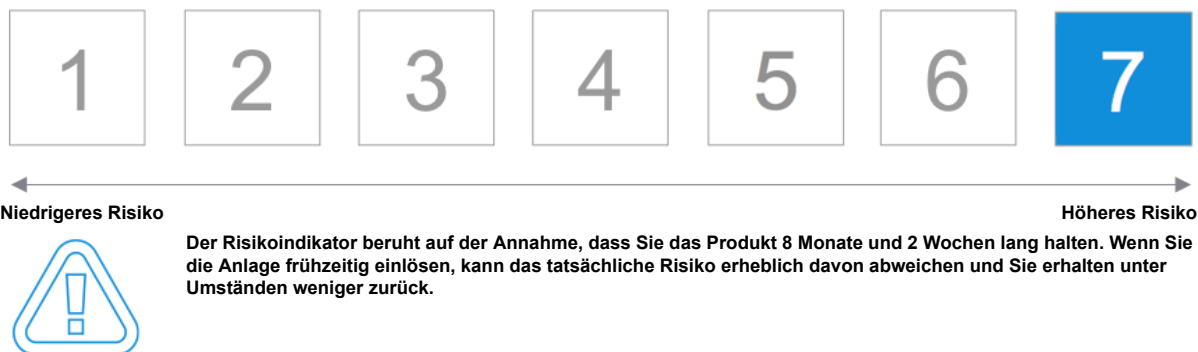 1 2 3 4 5 6 7
Niedrigeres Risiko Höheres Risiko
Der Risikoindikator beruht auf der Annahme, dass Sie das Produkt 8 Monate und 2 Wochen lang halten. Wenn Sie
die Anlage frühzeitig einlösen, kann das tatsächliche Risiko erheblich davon abweichen und Sie erhalten unter
Umständen weniger zurück.